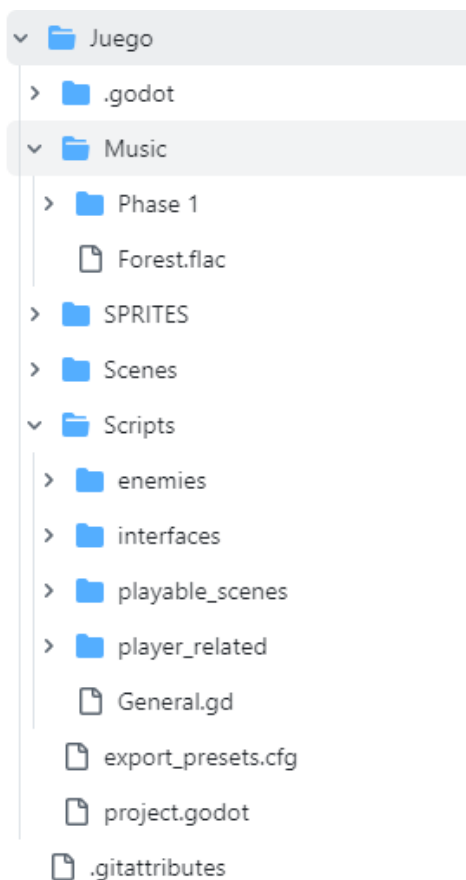 Juego
.godot
Music
Phase 1
Forest.flac
SPRITES
Scenes
Scripts
enemies
interfaces
playable_scenes
player_related
General.gd
export_presets.cfg
project.godot
.gitattributes